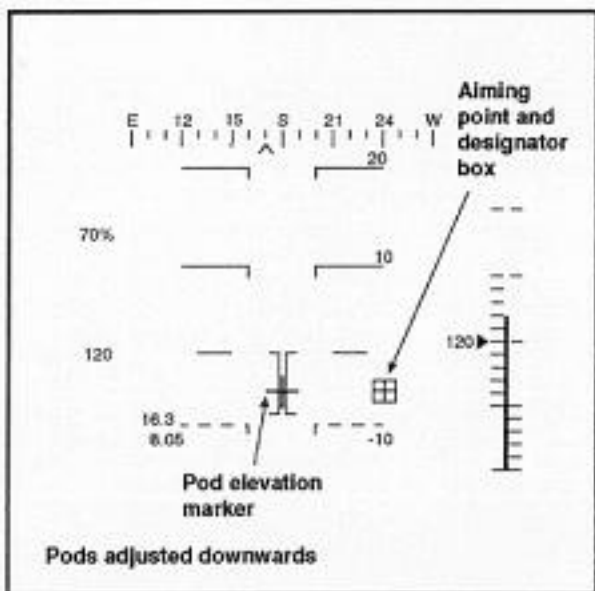 Aiming
point and
designator
box
E 12 15 S 21 24 W
20
70%
10
120
120
16.3
8.05
-10
Pod elevation
marker
Pods adjusted downwards